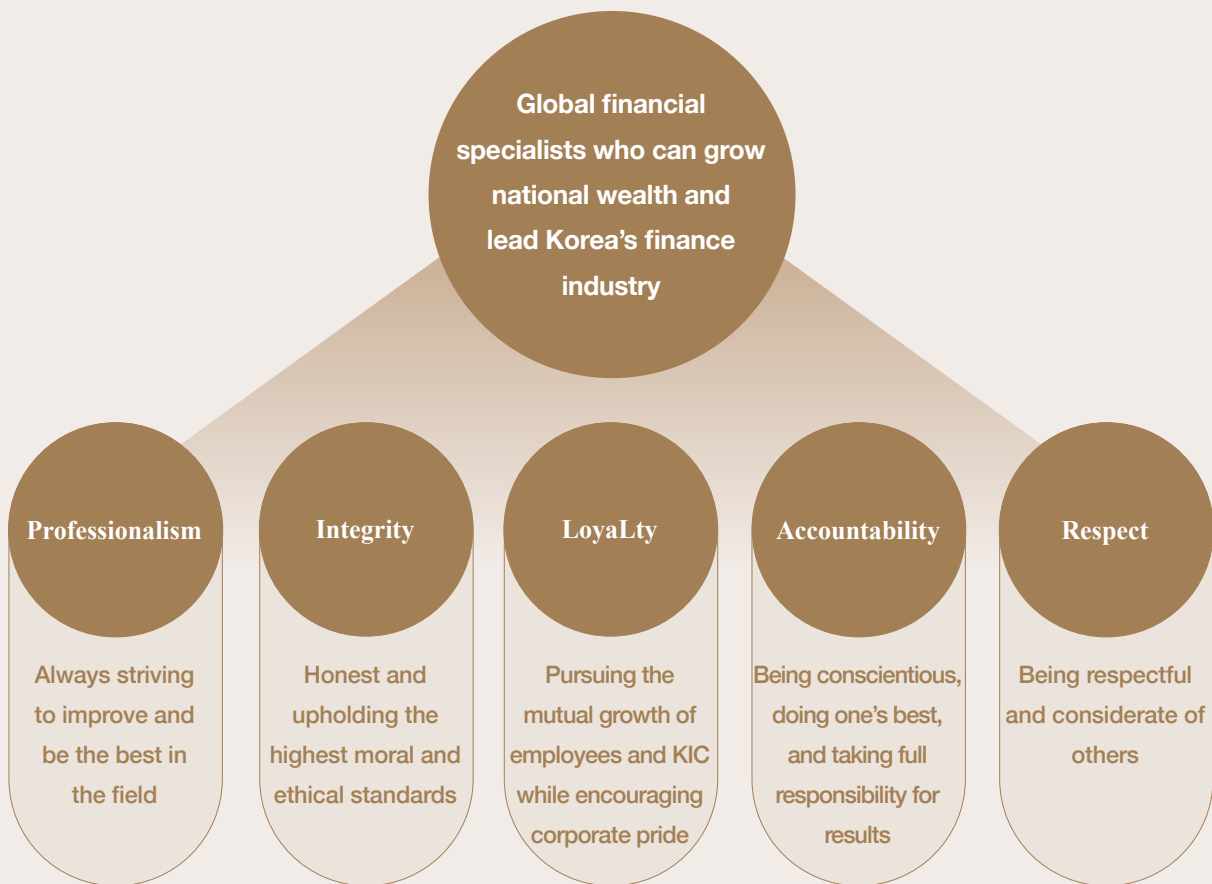 Global financial
specialists who can grow
national wealth and
lead Korea’s finance
industry
Professionalism
Always striving
to improve and
be the best in
the field
Integrity
Honest and
upholding the
highest moral and
ethical standards
LoyaLty
Pursuing the
mutual growth of
employees and KIC
while encouraging
corporate pride
Accountability
Being conscientious,
doing one’s best,
and taking full
responsibility for
results
Respect
Being respectful
and considerate of
others